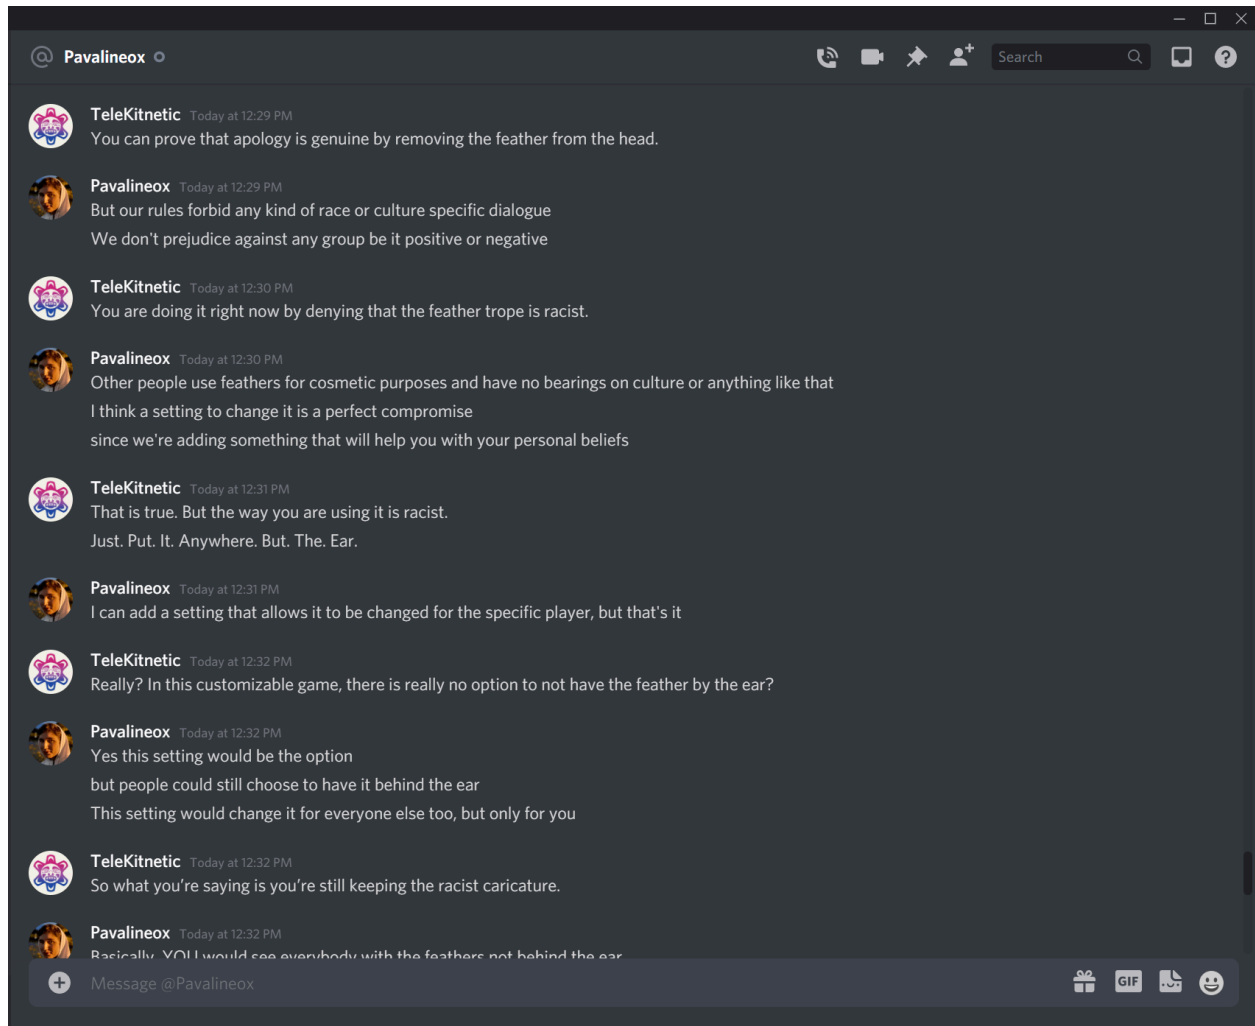 Pavalineox
Search
TeleKitnetic Today at 12:29 PM
You can prove that apology is genuine by removing the feather from the head.
Pavalineox Today at 12:29 PM
But our rules forbid any kind of race or culture specific dialogue
We don't prejudice against any group be it positive or negative
TeleKitnetic Today at 12:30 PM
You are doing it right now by denying that the feather trope is racist.
Pavalineox Today at 12:30 PM
Other people use feathers for cosmetic purposes and have no bearings on culture or anything like that
I think a setting to change it is a perfect compromise
since we're adding something that will help you with your personal beliefs
TeleKitnetic Today at 12:31 PM
That is true. But the way you are using it is racist.
Just. Put. It. Anywhere. But. The. Ear.
Pavalineox Today at 12:31 PM
I can add a setting that allows it to be changed for the specific player, but that's it
TeleKitnetic Today at 12:32 PM
Really? In this customizable game, there is really no option to not have the feather by the ear?
Pavalineox Today at 12:32 PM
Yes this setting would be the option
but people could still choose to have it behind the ear
This setting would change it for everyone else too, but only for you
TeleKitnetic Today at 12:32 PM
So what you’re saying is you’re still keeping the racist caricature.
Pavalineox Today at 12:32 PM
Basically, YOU would see everybody with the feathers not behind the ear
Message @Pavalineox
GIF